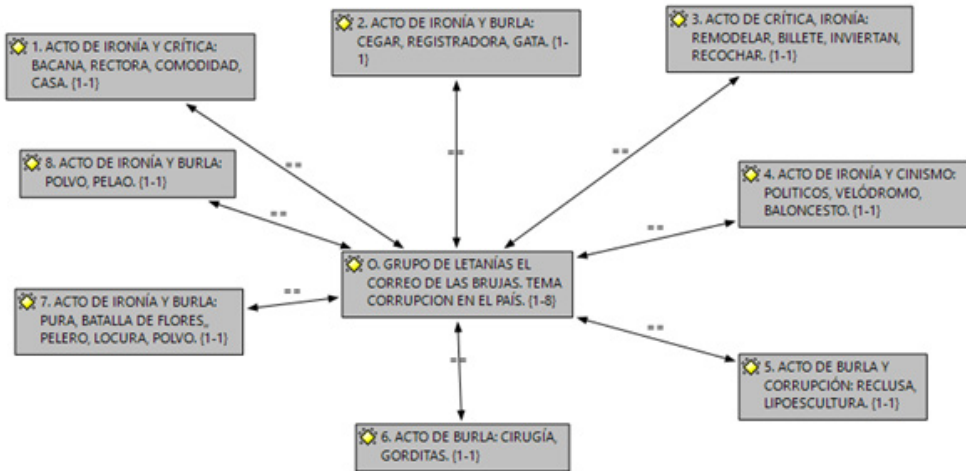 1. ACTO DE IRONÍA Y CRÍTICA:
BACANA, RECTORA, COMODIDAD,
CASA. {1-1}
2. ACTO DE IRONÍA Y BURLA:
CEGAR, REGISTRADORA, GATA. {1-
1}
3. ACTO DE CRÍTICA, IRONÍA:
REMODELAR, BILLETE, INVIERTAN,
RECOCHAR. {1-1}
==
==
==
8. ACTO DE IRONÍA Y BURLA:
POLVO, PELAO. {1-1}
==
4. ACTO DE IRONÍA Y CINISMO:
POLITICOS, VELÓDROMO,
BALONCESTO. {1-1}
==
O. GRUPO DE LETANÍAS EL
CORREO DE LAS BRUJAS. TEMA
CORRUPCION EN EL PAÍS. {1-8}
7. ACTO DE IRONÍA Y BURLA:
PURA, BATALLA DE FLORES,,
PELERO, LOCURA, POLVO. {1-1}
==
==
==
5. ACTO DE BURLA Y
CORRUPCIÓN: RECLUSA,
LIPOESCULTURA. {1-1}
6. ACTO DE BURLA: CIRUGÍA,
GORDITAS. {1-1}